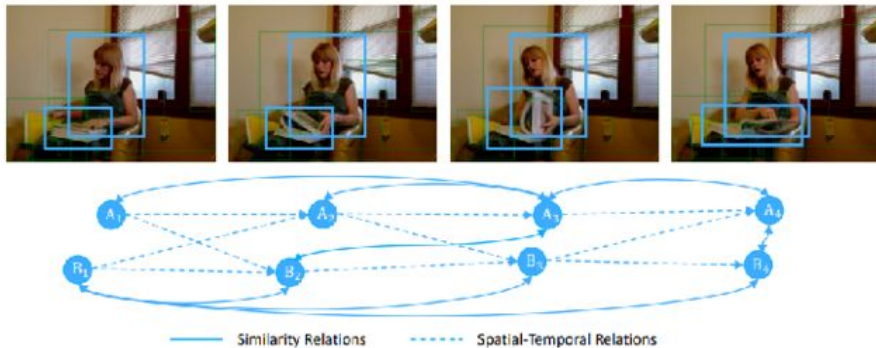 A₁ A₂ A₃ A₄
B₁ B₂ B₃ B₄
Similarity Relations Spatial-Temporal Relations